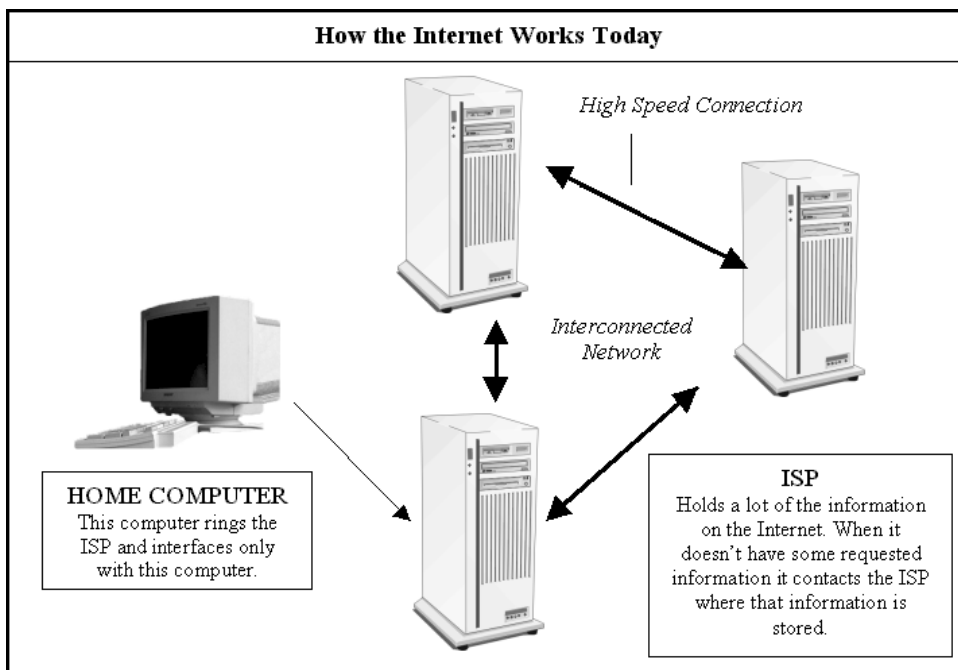 How the Internet Works Today
High Speed Connection
Interconnected
Network
HOME COMPUTER
This computer rings the
ISP and interfaces only
with this computer.
ISP
Holds a lot of the information
on the Internet. When it
doesn't have some requested
information it contacts the ISP
where that information is
stored.